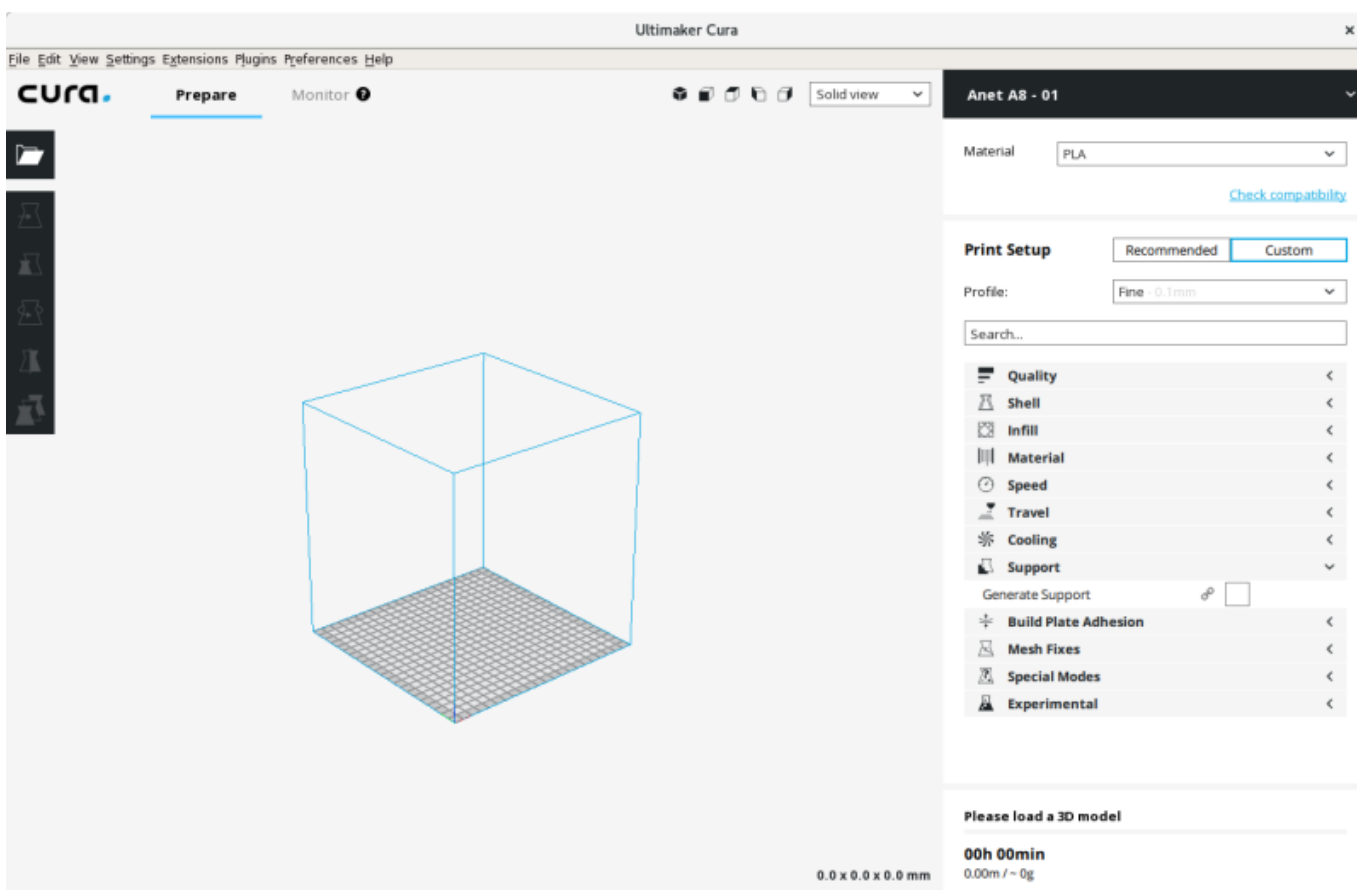 Ultimaker Cura
File Edit View Settings Extensions Plugins Preferences Help
cura.
Prepare
Monitor ?
Solid view
Anet A8 - 01
Material
PLA
Check compatibility
Print Setup
Recommended
Custom
Profile:
Fine - 0.1mm
Search...
Quality
Shell
Infill
Material
Speed
Travel
Cooling
Support
Generate Support
Build Plate Adhesion
Mesh Fixes
Special Modes
Experimental
Please load a 3D model
00h 00min
0.00m / ~ 0g
0.0 x 0.0 x 0.0 mm